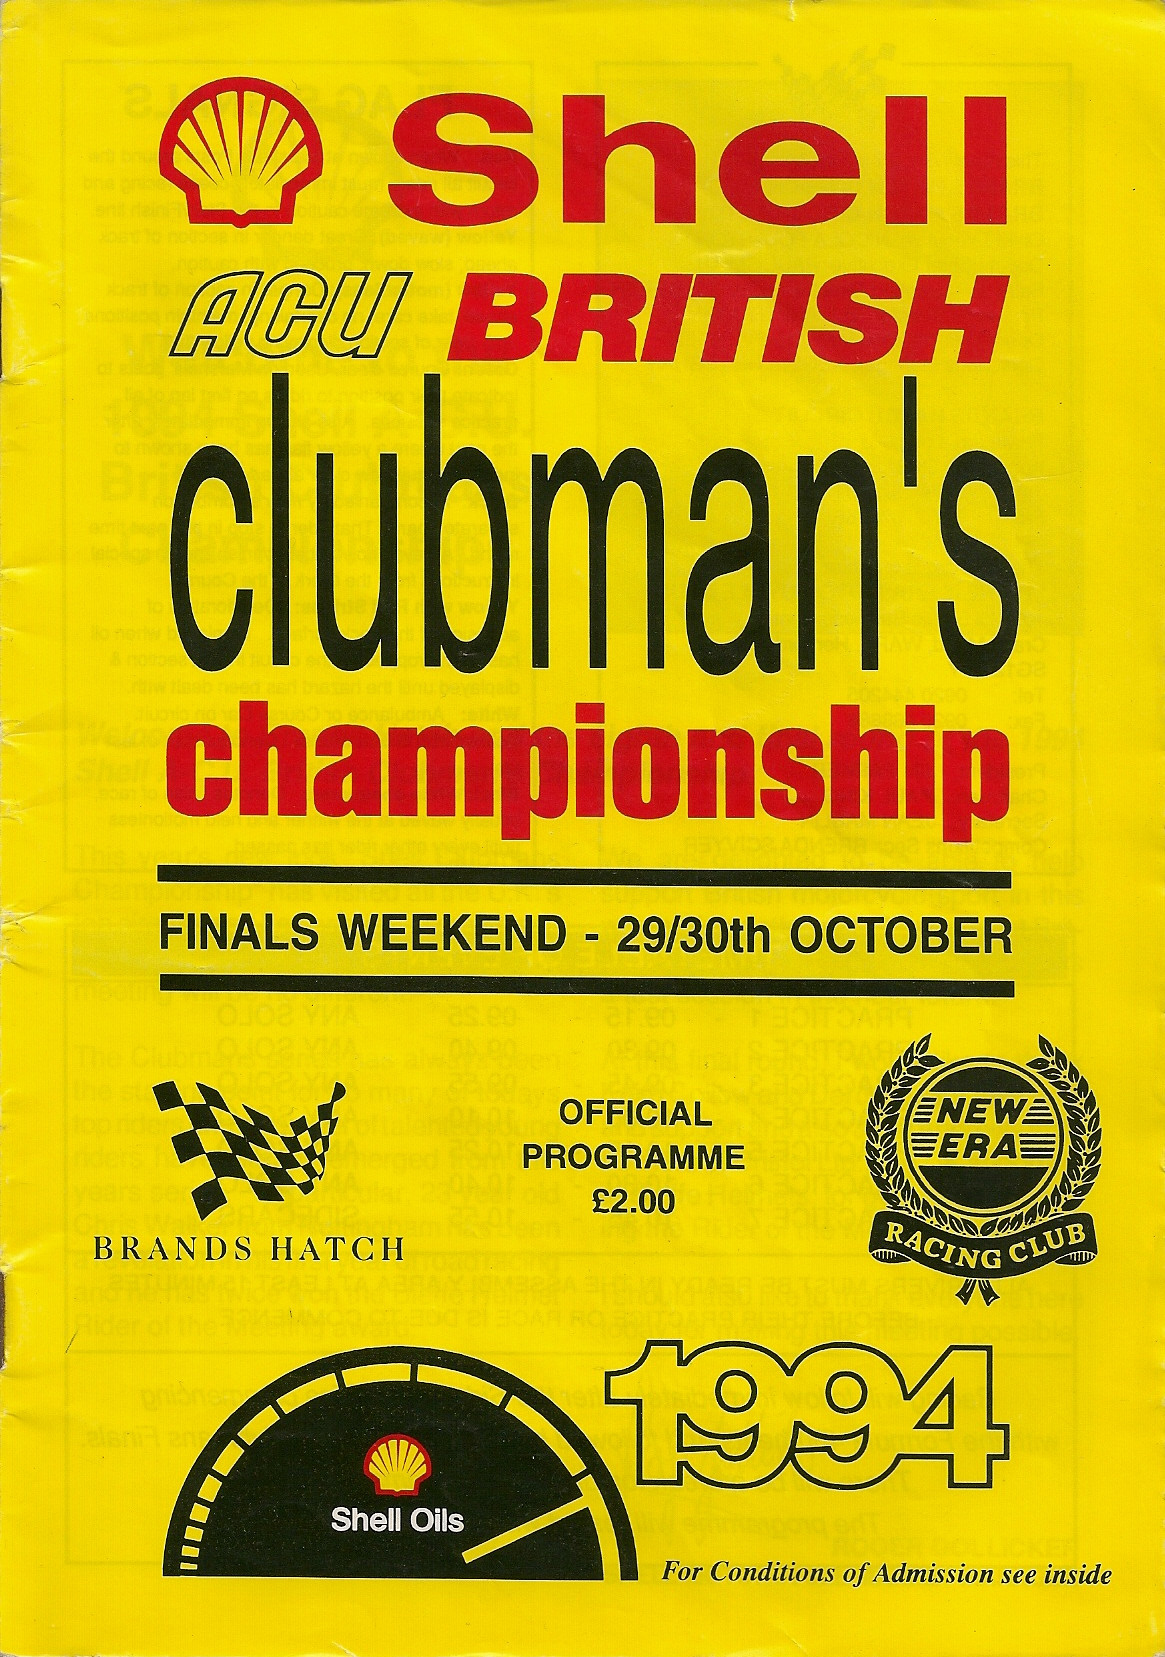 Shell
ACU BRITISH
clubman's
championship
FINALS WEEKEND - 29/30th OCTOBER
OFFICIAL
PROGRAMME
£2.00
BRANDS HATCH
NEW
ERA
RACING CLUB
1994
Shell Oils
For Conditions of Admission see inside